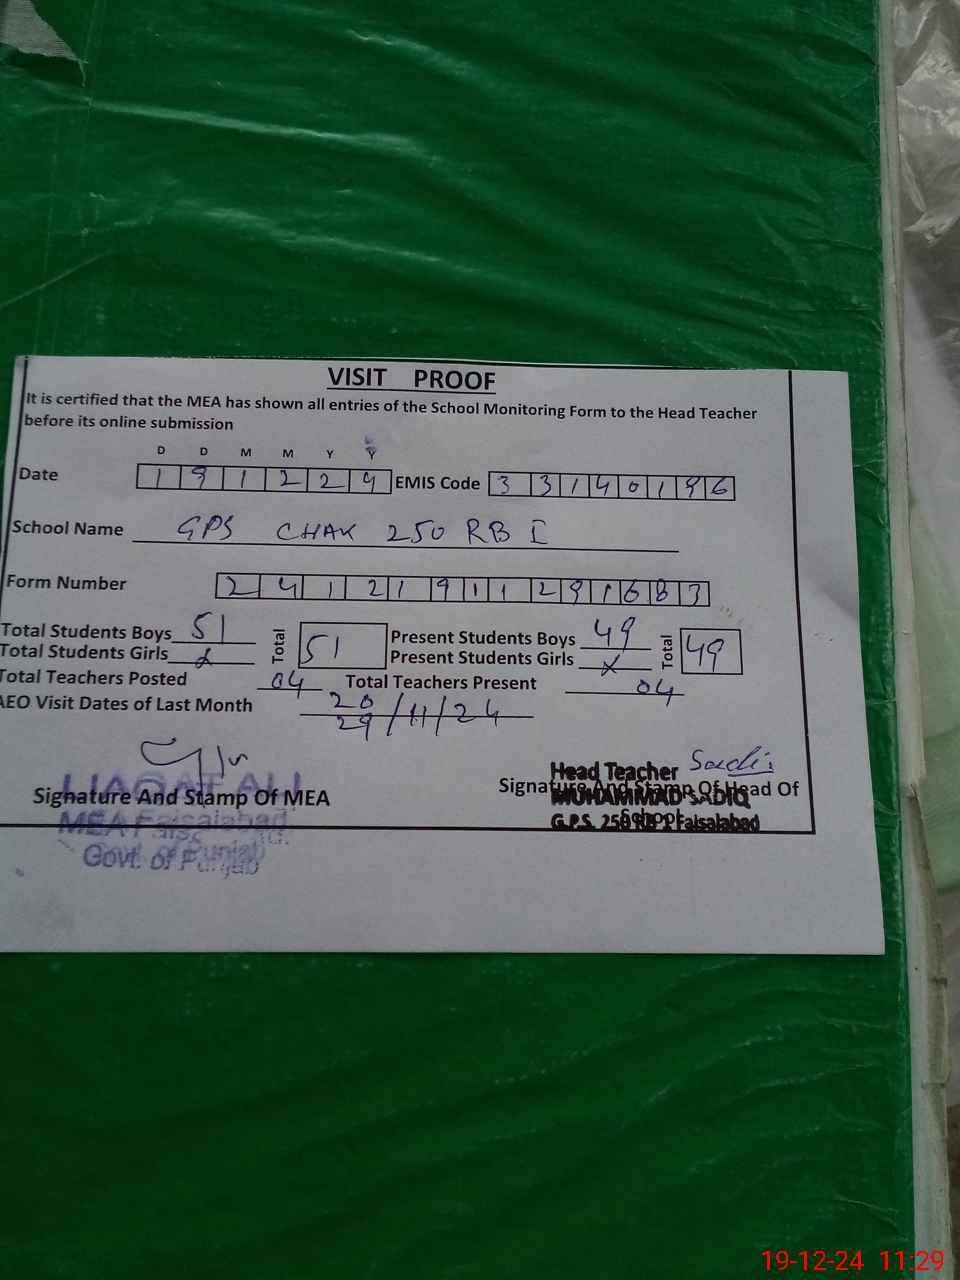 VISIT PROOF
It is certified that the MEA has shown all entries of the School Monitoring Form to the Head Teacher
before its online submission
D D M M Y Y
Date 1 9 1 2 2 4 EMIS Code 3 3 1 4 0 1 9 6
School Name GPS CHAK 250 RB I
Form Number 2 4 1 2 1 9 1 1 2 9 1 6 8 3
Total Students Boys 51 Total 51 Present Students Boys 49 Total 49
Total Students Girls x Present Students Girls x
Total Teachers Posted 04 Total Teachers Present 04
AEO Visit Dates of Last Month 20
29/11/24
Head Teacher Sadi
Signature And Stamp Of MEA Signature And Stamp Of Head Of
School
LIAQAT ALI MUHAMMAD SADIQ
MEA Faisalabad G.P.S. 250 RB I Faisalabad
Govt. of Punjab
19-12-24 11:29